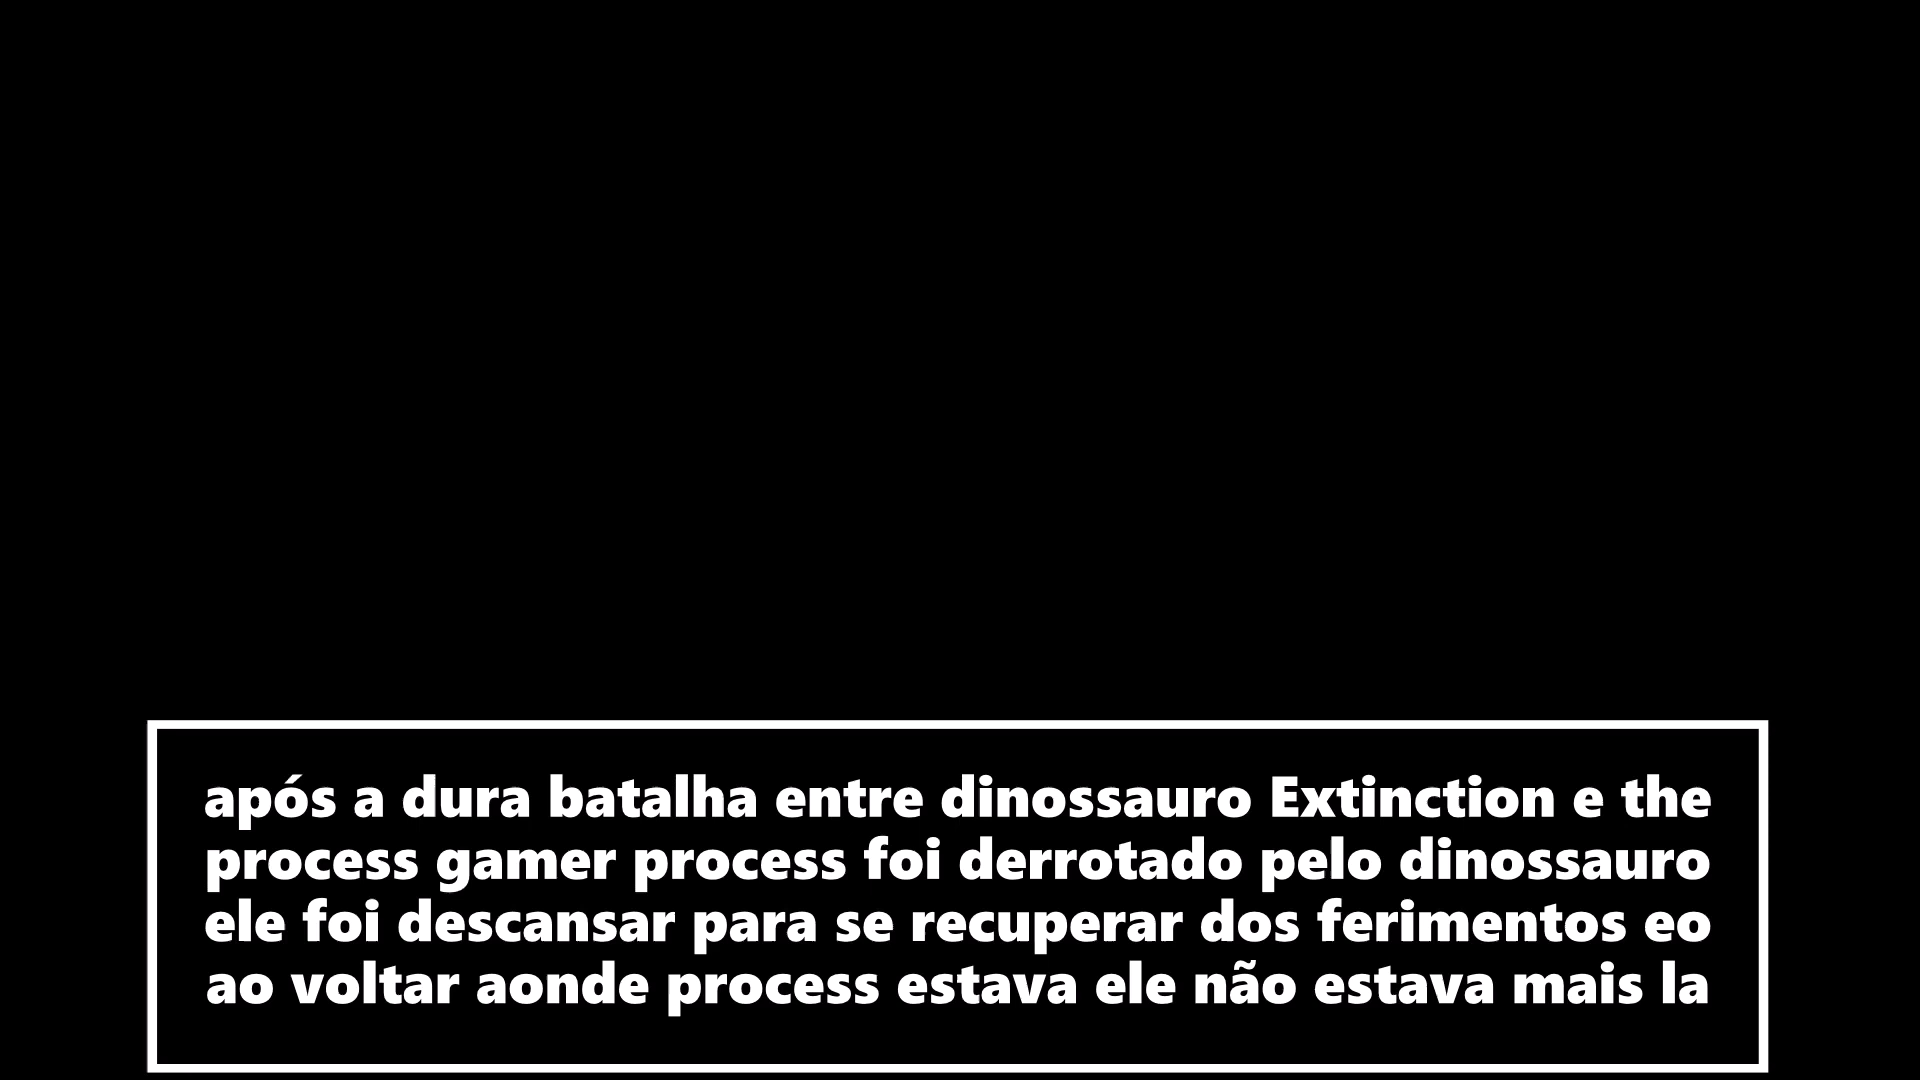 após a dura batalha entre dinossauro Extinction e the
process gamer process foi derrotado pelo dinossauro
ele foi descansar para se recuperar dos ferimentos eo
ao voltar aonde process estava ele não estava mais la